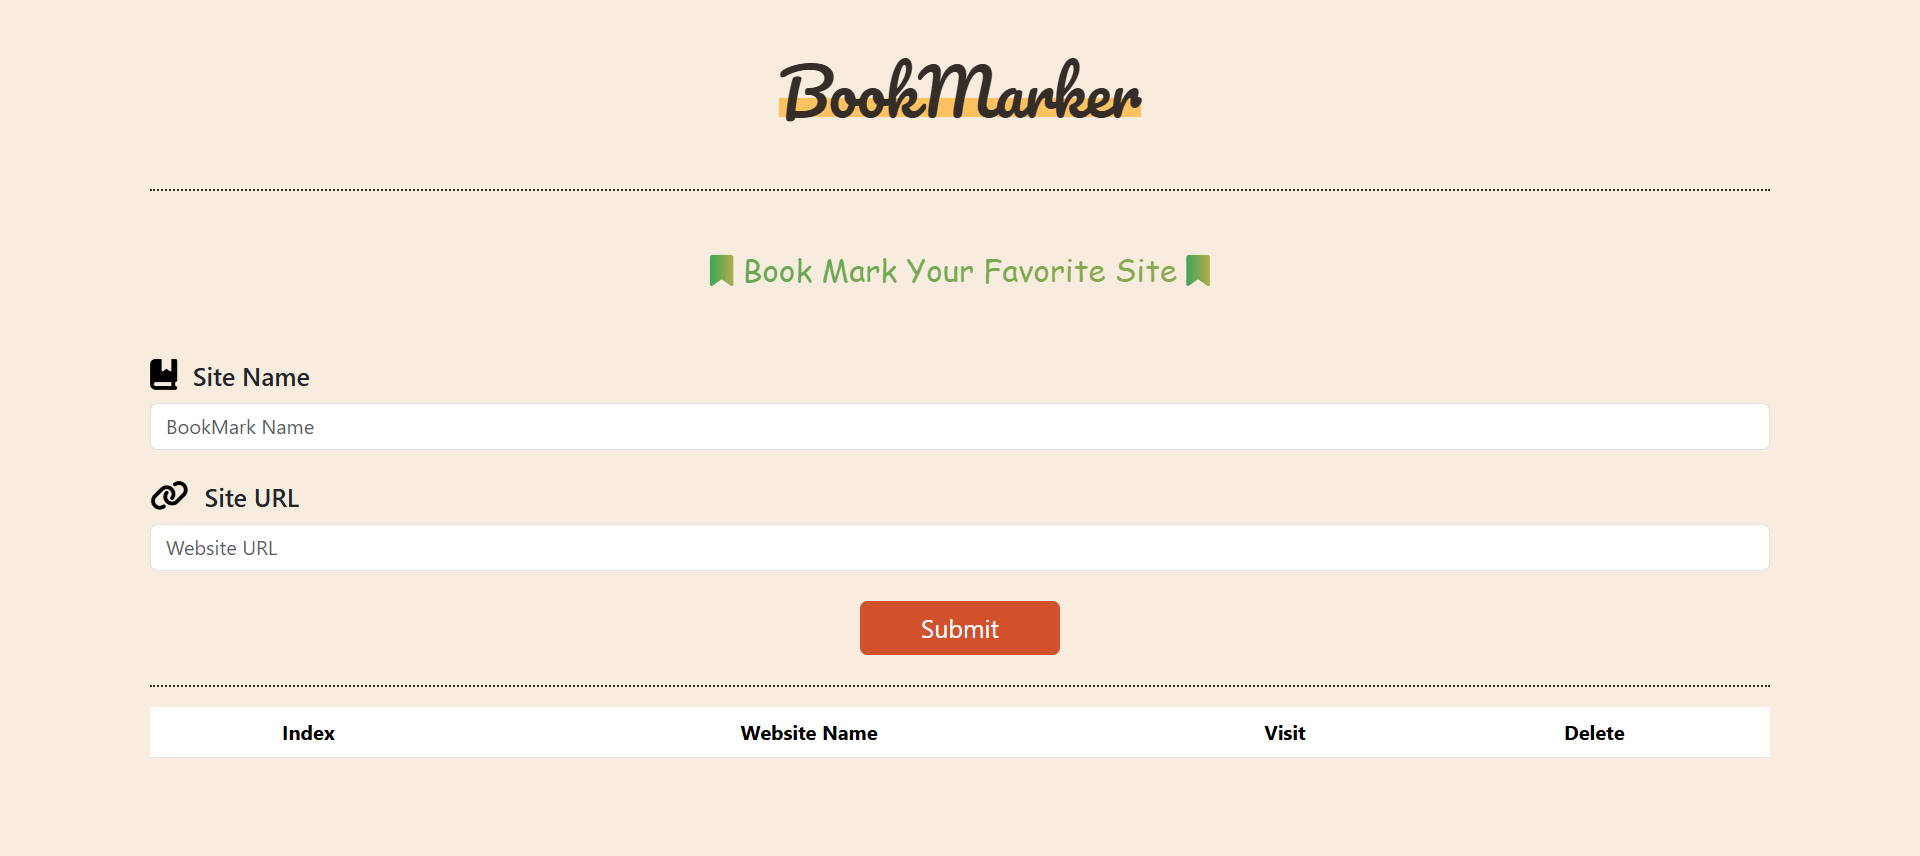 BookMarker
Book Mark Your Favorite Site
Site Name
BookMark Name
Site URL
Website URL
Submit
Index Website Name Visit Delete